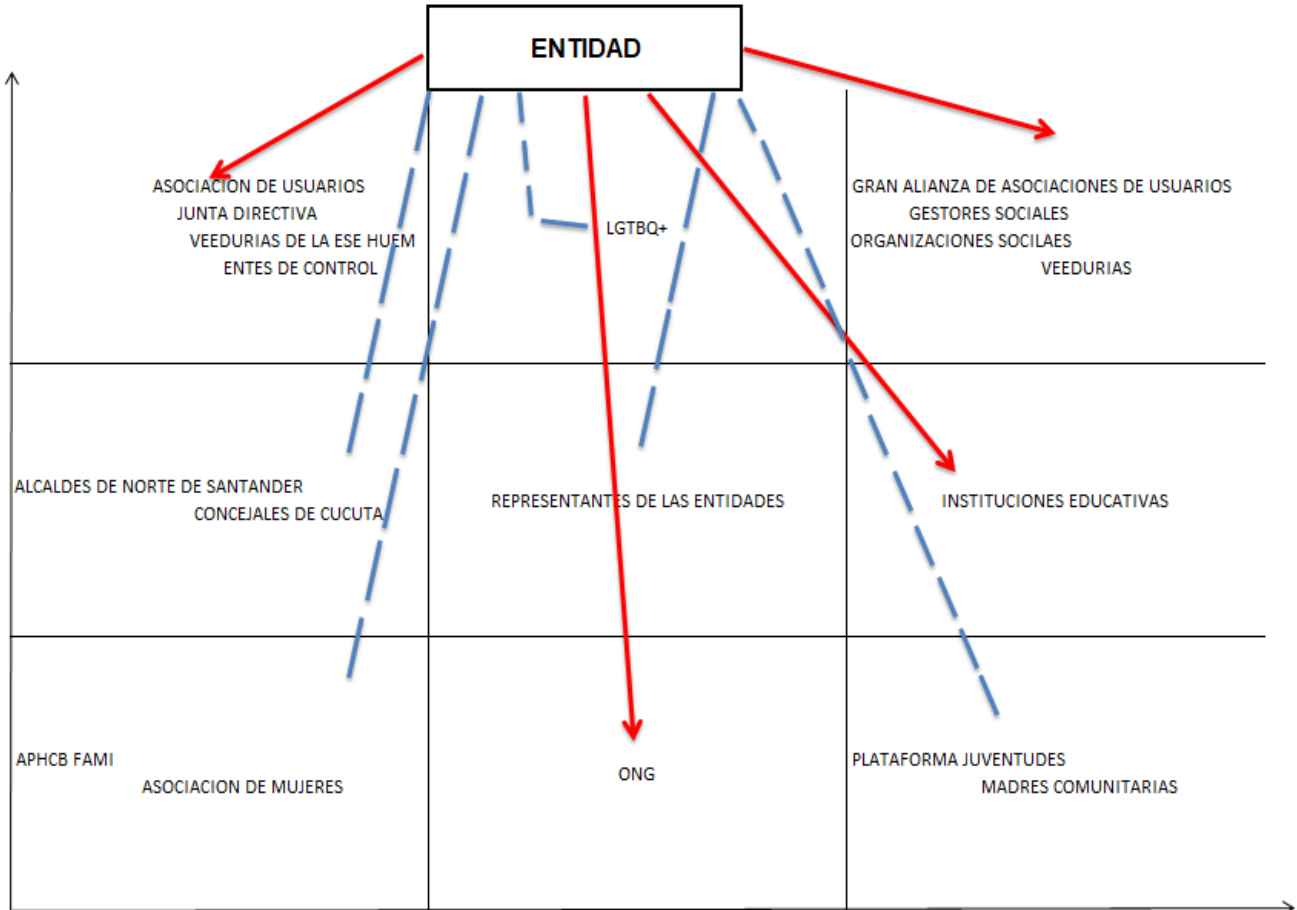 ENTIDAD
ASOCIACION DE USUARIOS
JUNTA DIRECTIVA
VEEDURIAS DE LA ESE HUEM
ENTES DE CONTROL
LGTBQ+
GRAN ALIANZA DE ASOCIACIONES DE USUARIOS
GESTORES SOCIALES
ORGANIZACIONES SOCILAES
VEEDURIAS
ALCALDES DE NORTE DE SANTANDER
CONCEJALES DE CUCUTA
REPRESENTANTES DE LAS ENTIDADES
INSTITUCIONES EDUCATIVAS
APHCB FAMI
ASOCIACION DE MUJERES
ONG
PLATAFORMA JUVENTUDES
MADRES COMUNITARIAS